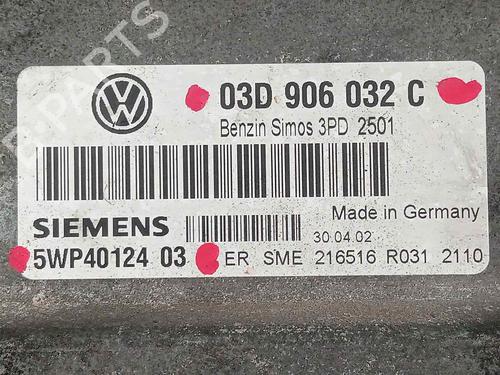 03D 906 032 C
Benzin Simos 3PD 2501
SIEMENS
Made in Germany
30.04.02
5WP40124 03
ER SME 216516 R031 2110